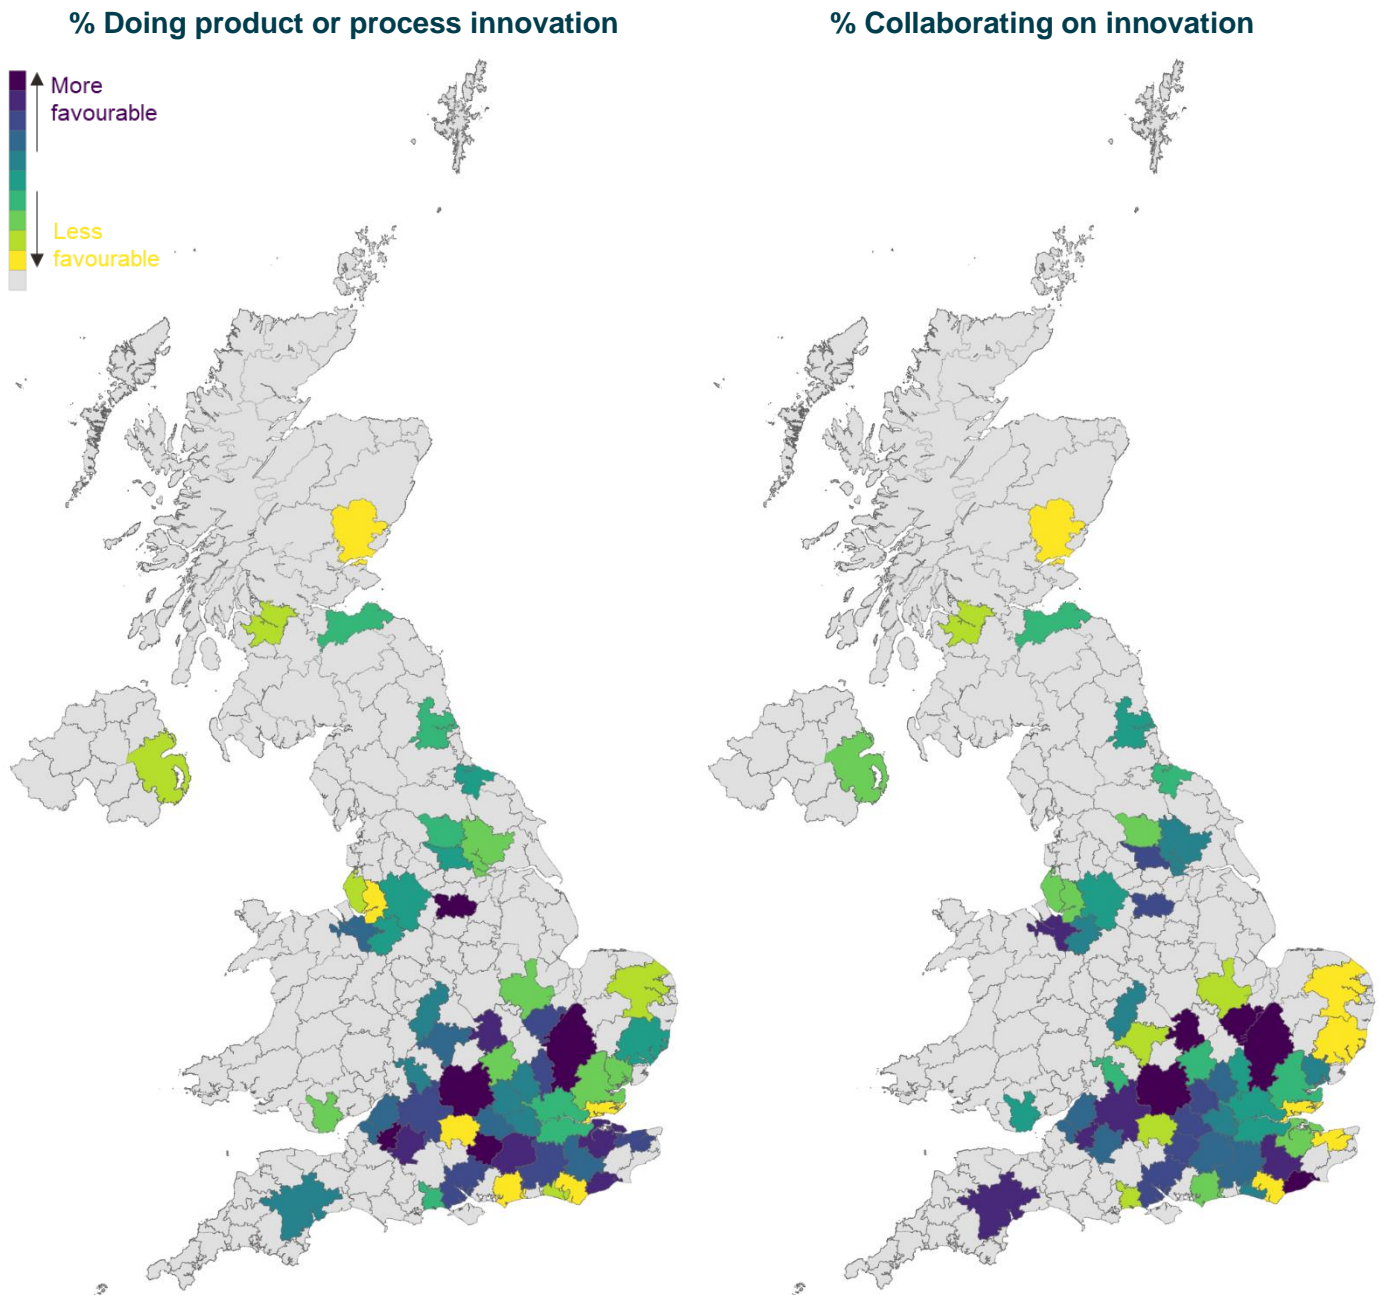 % Doing product or process innovation
% Collaborating on innovation
More
favourable
Less
favourable